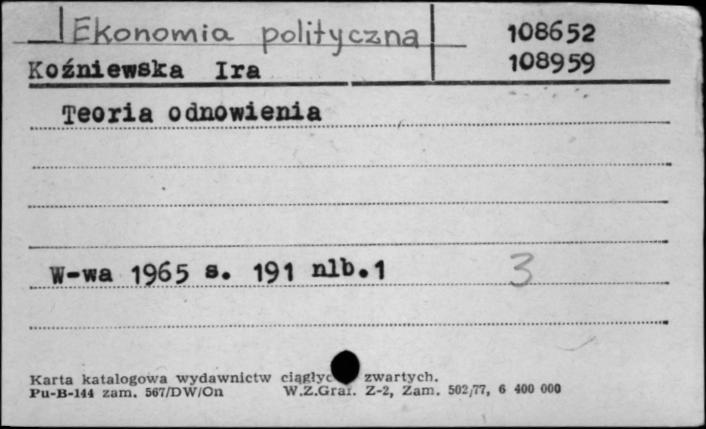 Ekonomia polityczna
108652
Koźniewska Ira
108959
Teoria odnowienia
W-wa 1965 s. 191 nlb.1
3
Karta katalogowa wydawnictw zwartych.
Pu-B-144 zam. 567/DW/On W.Z.Graf. Z-2, Zam. 502/77, 6 400 000